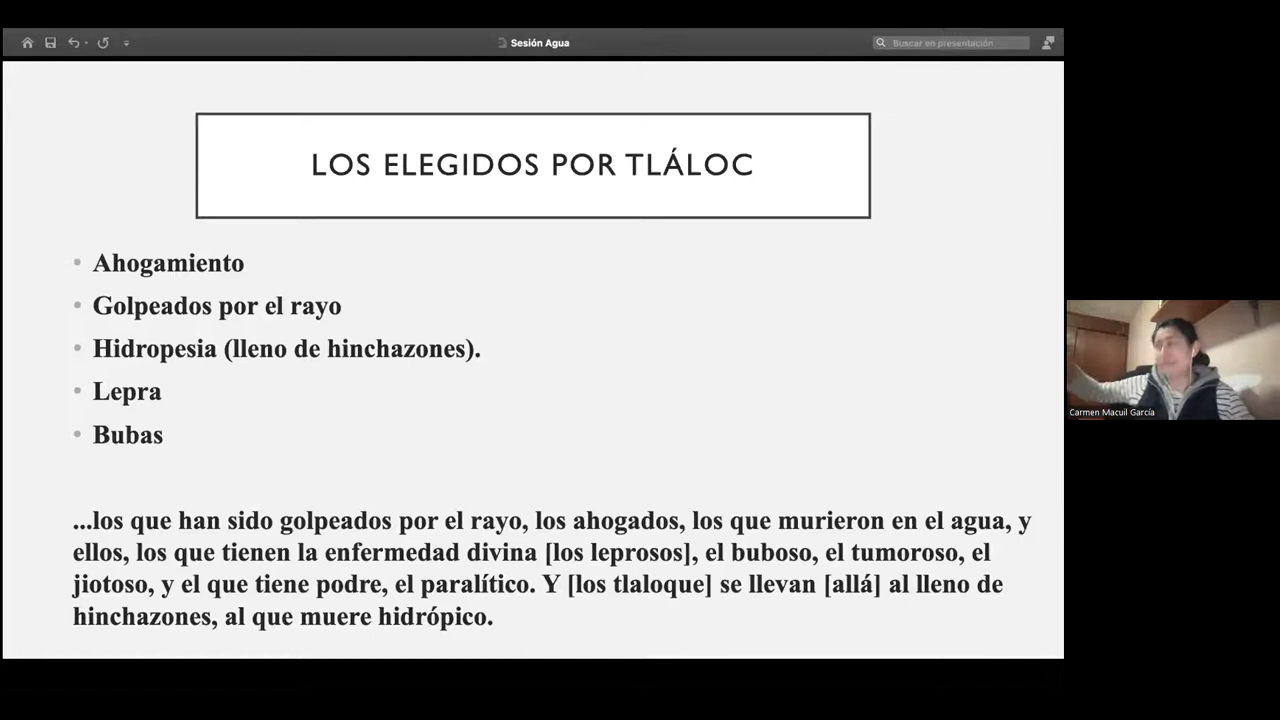 Sesión Agua
Buscar en presentación
LOS ELEGIDOS POR TLÁLOC
• Ahogamiento
• Golpeados por el rayo
• Hidropesia (lleno de hinchazones).
• Lepra
• Bubas
...los que han sido golpeados por el rayo, los ahogados, los que murieron en el agua, y
ellos, los que tienen la enfermedad divina [los leprosos], el buboso, el tumoroso, el
jiotoso, y el que tiene podre, el paralítico. Y [los tlaloque] se llevan [allá] al lleno de
hinchazones, al que muere hidrópico.
Carmen Macuil García